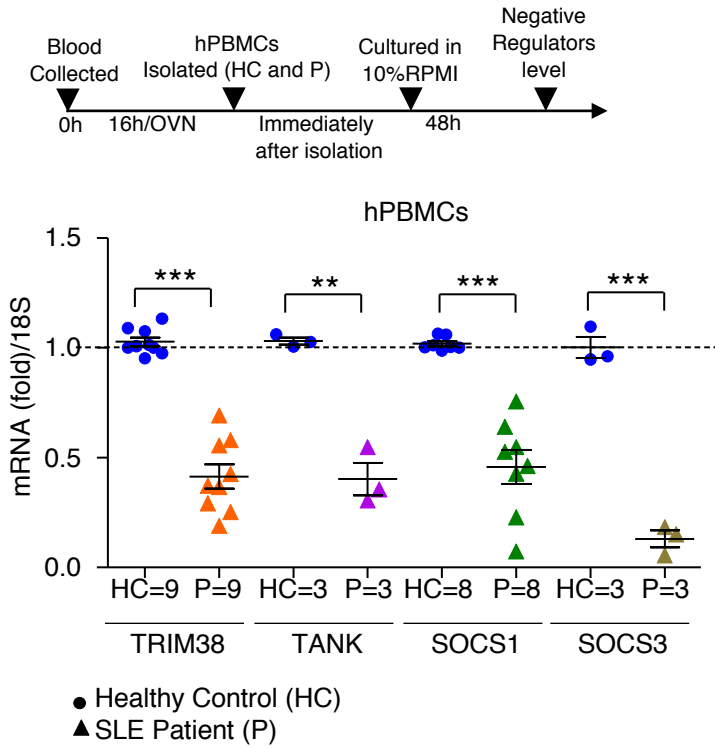 Blood
Collected
hPBMCs
Isolated (HC and P)
Cultured in
10%RPMI
Negative
Regulators
level
0h
16h/OVN
Immediately
after isolation
48h
hPBMCs
mRNA (fold)/18S
1.5
1.0
0.5
0.0
***
**
***
***
HC=9 P=9 HC=3 P=3 HC=8 P=8 HC=3 P=3
TRIM38 TANK SOCS1 SOCS3
Healthy Control (HC)
SLE Patient (P)